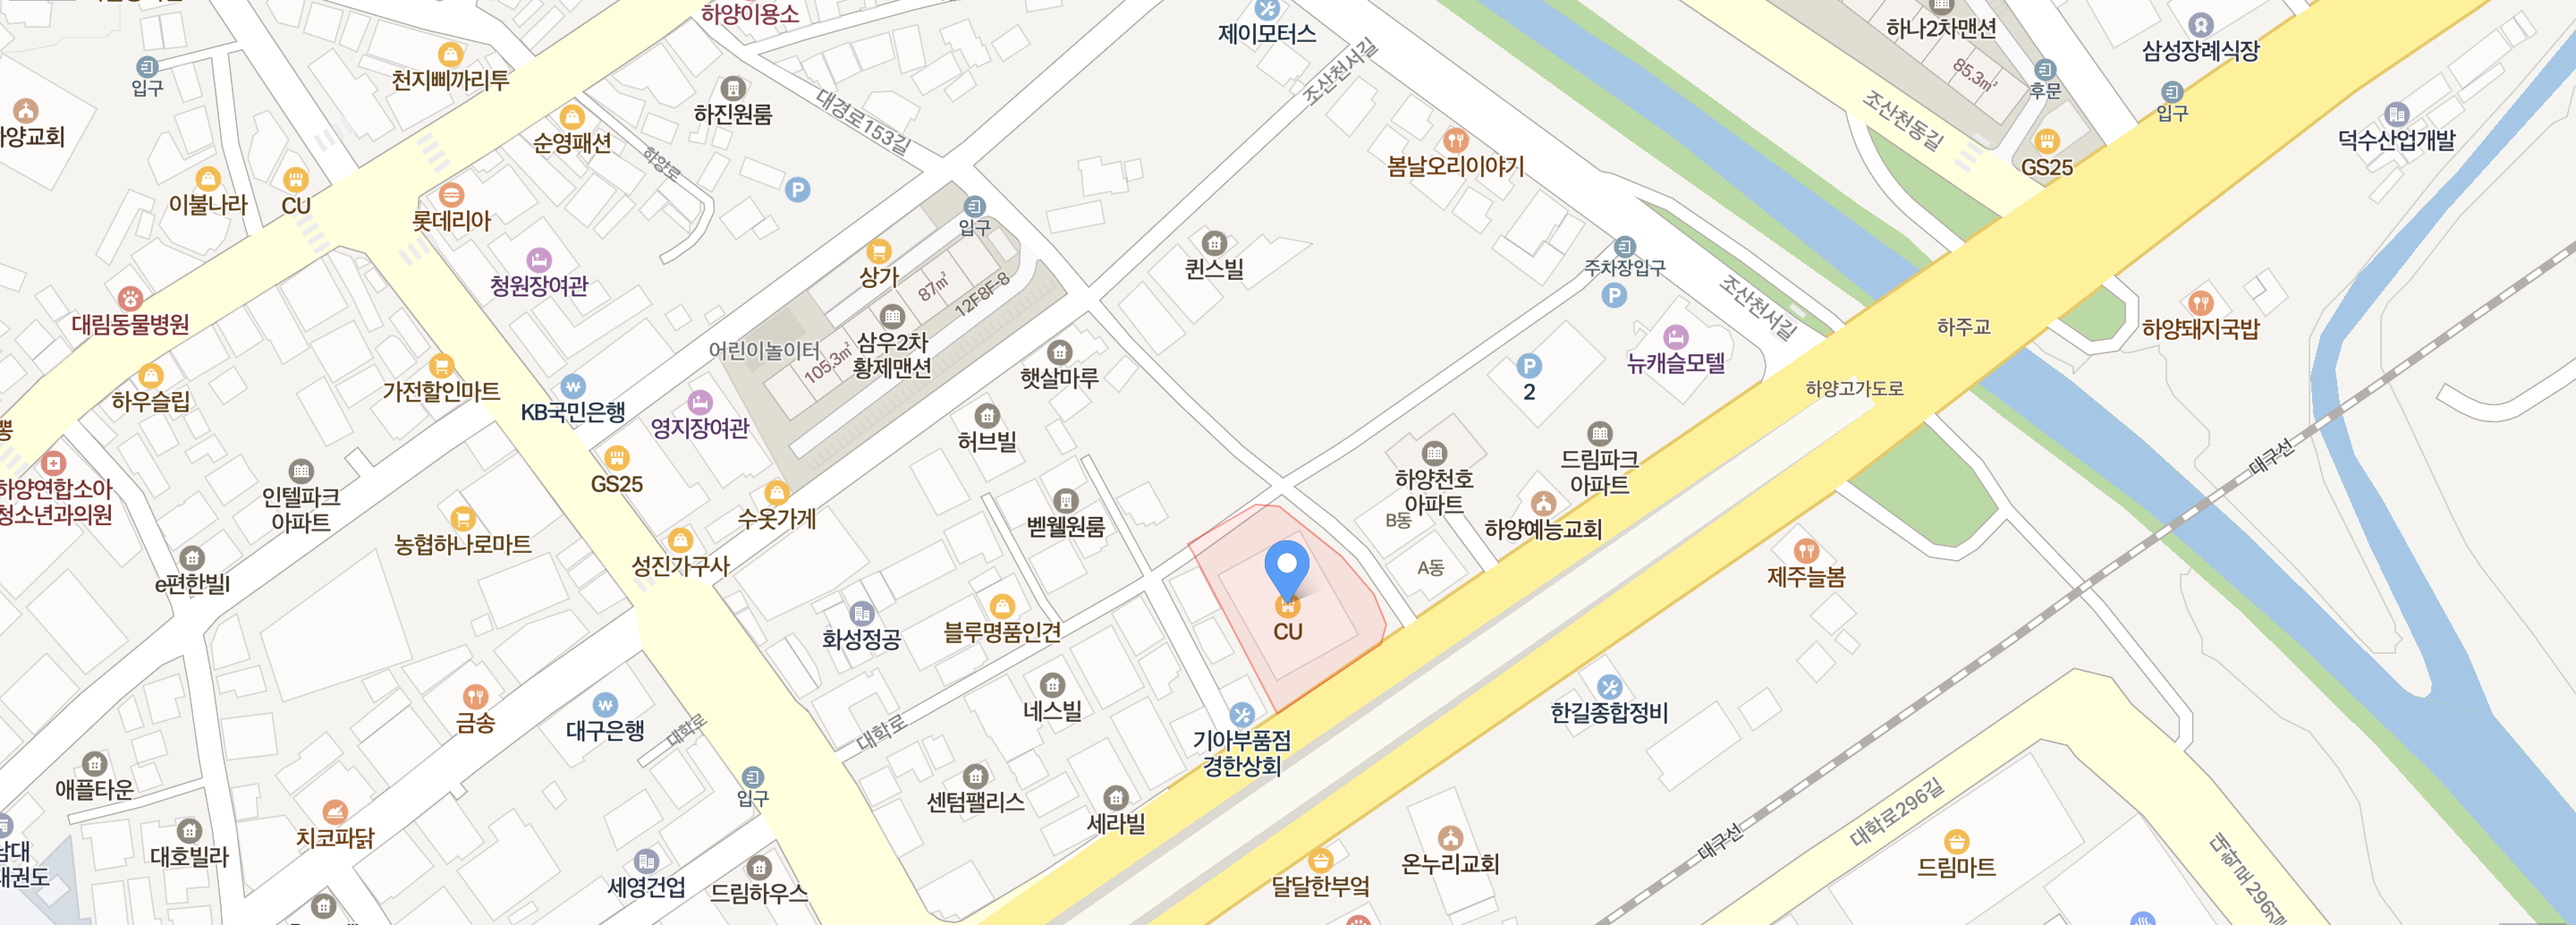 하양이용소
제이모터스
하나2차맨션
삼성장례식장
천지삐까리투
입구
85.3㎡
후문
입구
하진원룸
대경로153길
조산천서길
조산천동길
덕수산업개발
순영패션
봄날오리이야기
GS25
하양로
이불나라
CU
롯데리아
입구
상가
퀸스빌
주차장입구
청원장여관
87㎡
12F8F-8
조산천서길
대림동물병원
하주교
하양돼지국밥
어린이놀이터
105.3㎡
삼우2차
황제맨션
햇살마루
뉴캐슬모텔
하양고가도로
하우슬립
가전할인마트
KB국민은행
영지장여관
2
허브빌
드림파크
아파트
대구선
하양연합소아
청소년과의원
인텔파크
아파트
GS25
수옷가게
벧웰원룸
하양천호
아파트
B동
하양예능교회
농협하나로마트
성진가구사
A동
제주늘봄
e편한빌I
화성정공
블루명품인견
CU
네스빌
금송
대구은행
대학로
대학로
기아부품점
경한상회
한길종합정비
애플타운
입구
센텀팰리스
세라빌
대학로296길
대구선
치코파닭
대호빌라
온누리교회
드림마트
대학로296길
세영건업
드림하우스
달달한부엌